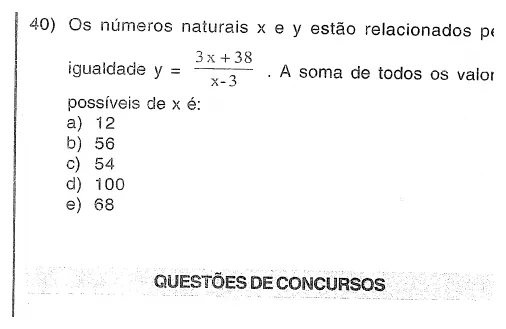 40) Os números naturais x e y estão relacionados
igualdade y = 3x + 38 / x - 3 . A soma de todos os
possíveis de x é:
a) 12
b) 56
c) 54
d) 100
e) 68
QUESTÕES DE CONCURSOS